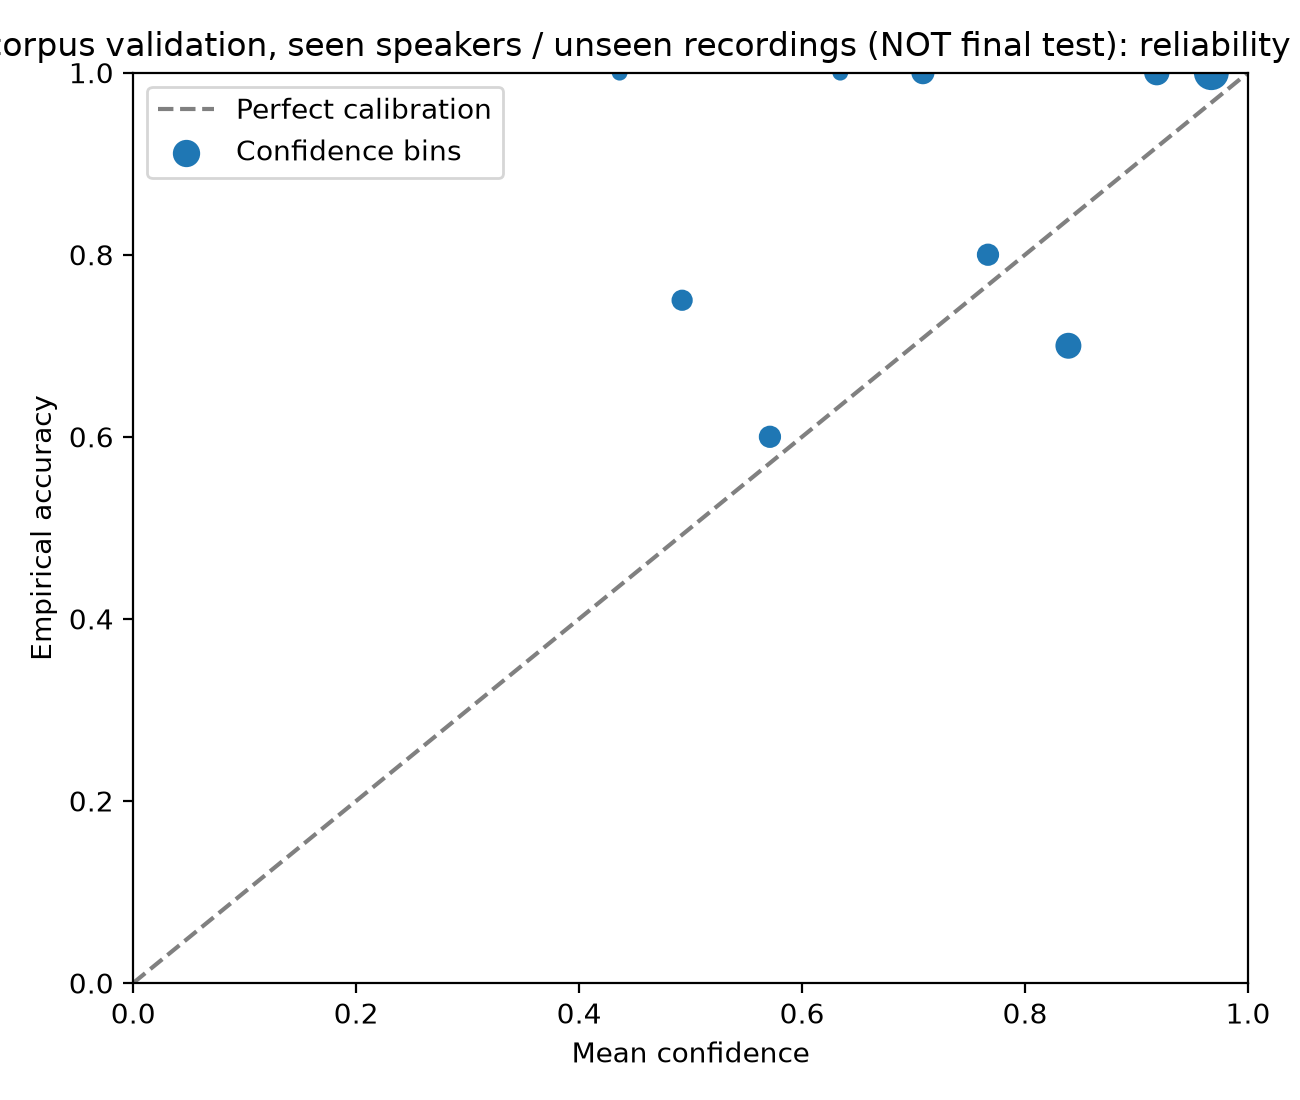 corpus validation, seen speakers / unseen recordings (NOT final test): reliability
1.0
Perfect calibration
Confidence bins
0.8
0.6
0.4
0.2
0.0
Empirical accuracy
0.0 0.2 0.4 0.6 0.8 1.0
Mean confidence